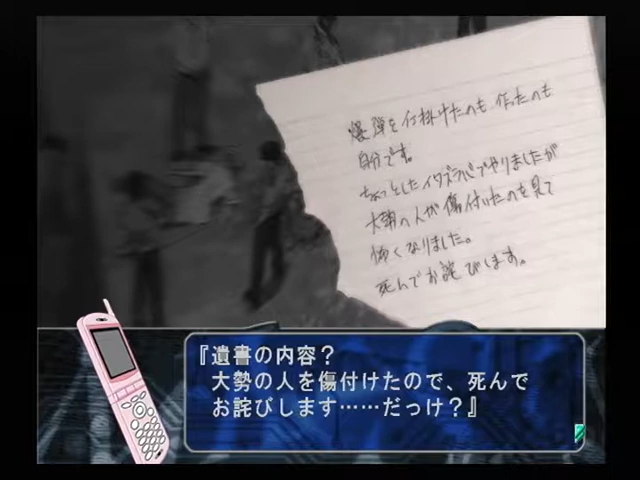 爆弾を仕掛けたのも作ったのも
自分です。
ちょっとしたイタズラ心でやりましたが
大勢の人が傷付いたのを見て
怖くなりました。
死んでお詫びします。
『遺書の内容？
大勢の人を傷付けたので、死んで
お詫びします……だっけ？』